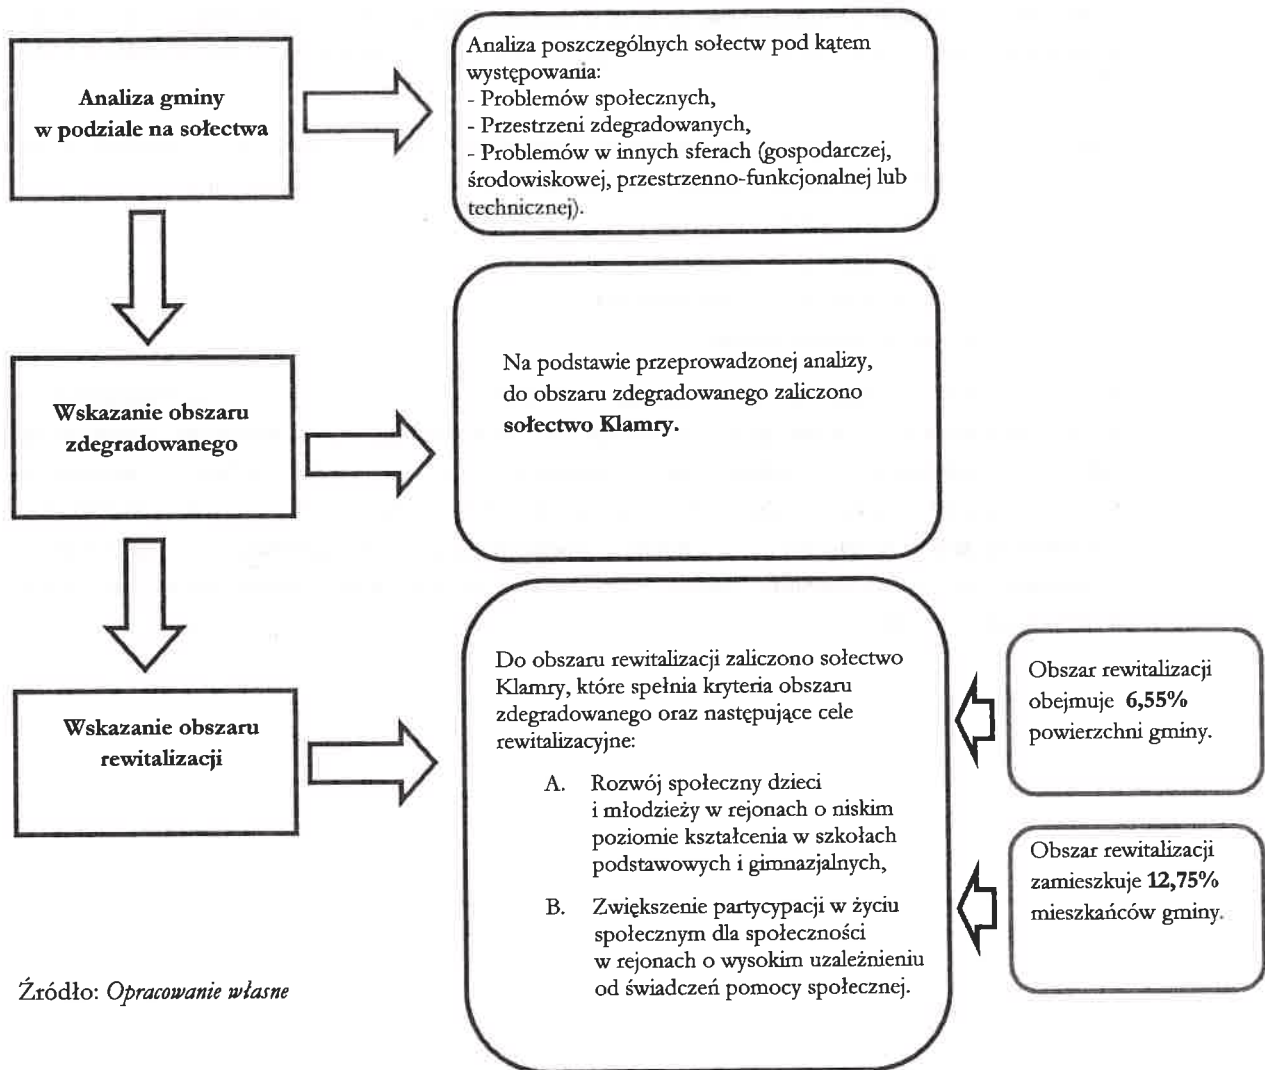 Analiza gminy
w podziale na sołectwa
Analiza poszczególnych sołectw pod kątem
występowania:
- Problemów społecznych,
- Przestrzeni zdegradowanych,
- Problemów w innych sferach (gospodarczej,
środowiskowej, przestrzenno-funkcjonalnej lub
technicznej).
Wskazanie obszaru
zdegradowanego
Na podstawie przeprowadzonej analizy,
do obszaru zdegradowanego zaliczono
sołectwo Klamry.
Wskazanie obszaru
rewitalizacji
Do obszaru rewitalizacji zaliczono sołectwo
Klamry, które spełnia kryteria obszaru
zdegradowanego oraz następujące cele
rewitalizacyjne:
A. Rozwój społeczny dzieci
i młodzieży w rejonach o niskim
poziomie kształcenia w szkołach
podstawowych i gimnazjalnych,
B. Zwiększenie partycypacji w życiu
społecznym dla społeczności
w rejonach o wysokim uzależnieniu
od świadczeń pomocy społecznej.
Obszar rewitalizacji
obejmuje 6,55%
powierzchni gminy.
Obszar rewitalizacji
zamieszkuje 12,75%
mieszkańców gminy.
Źródło: Opracowanie własne